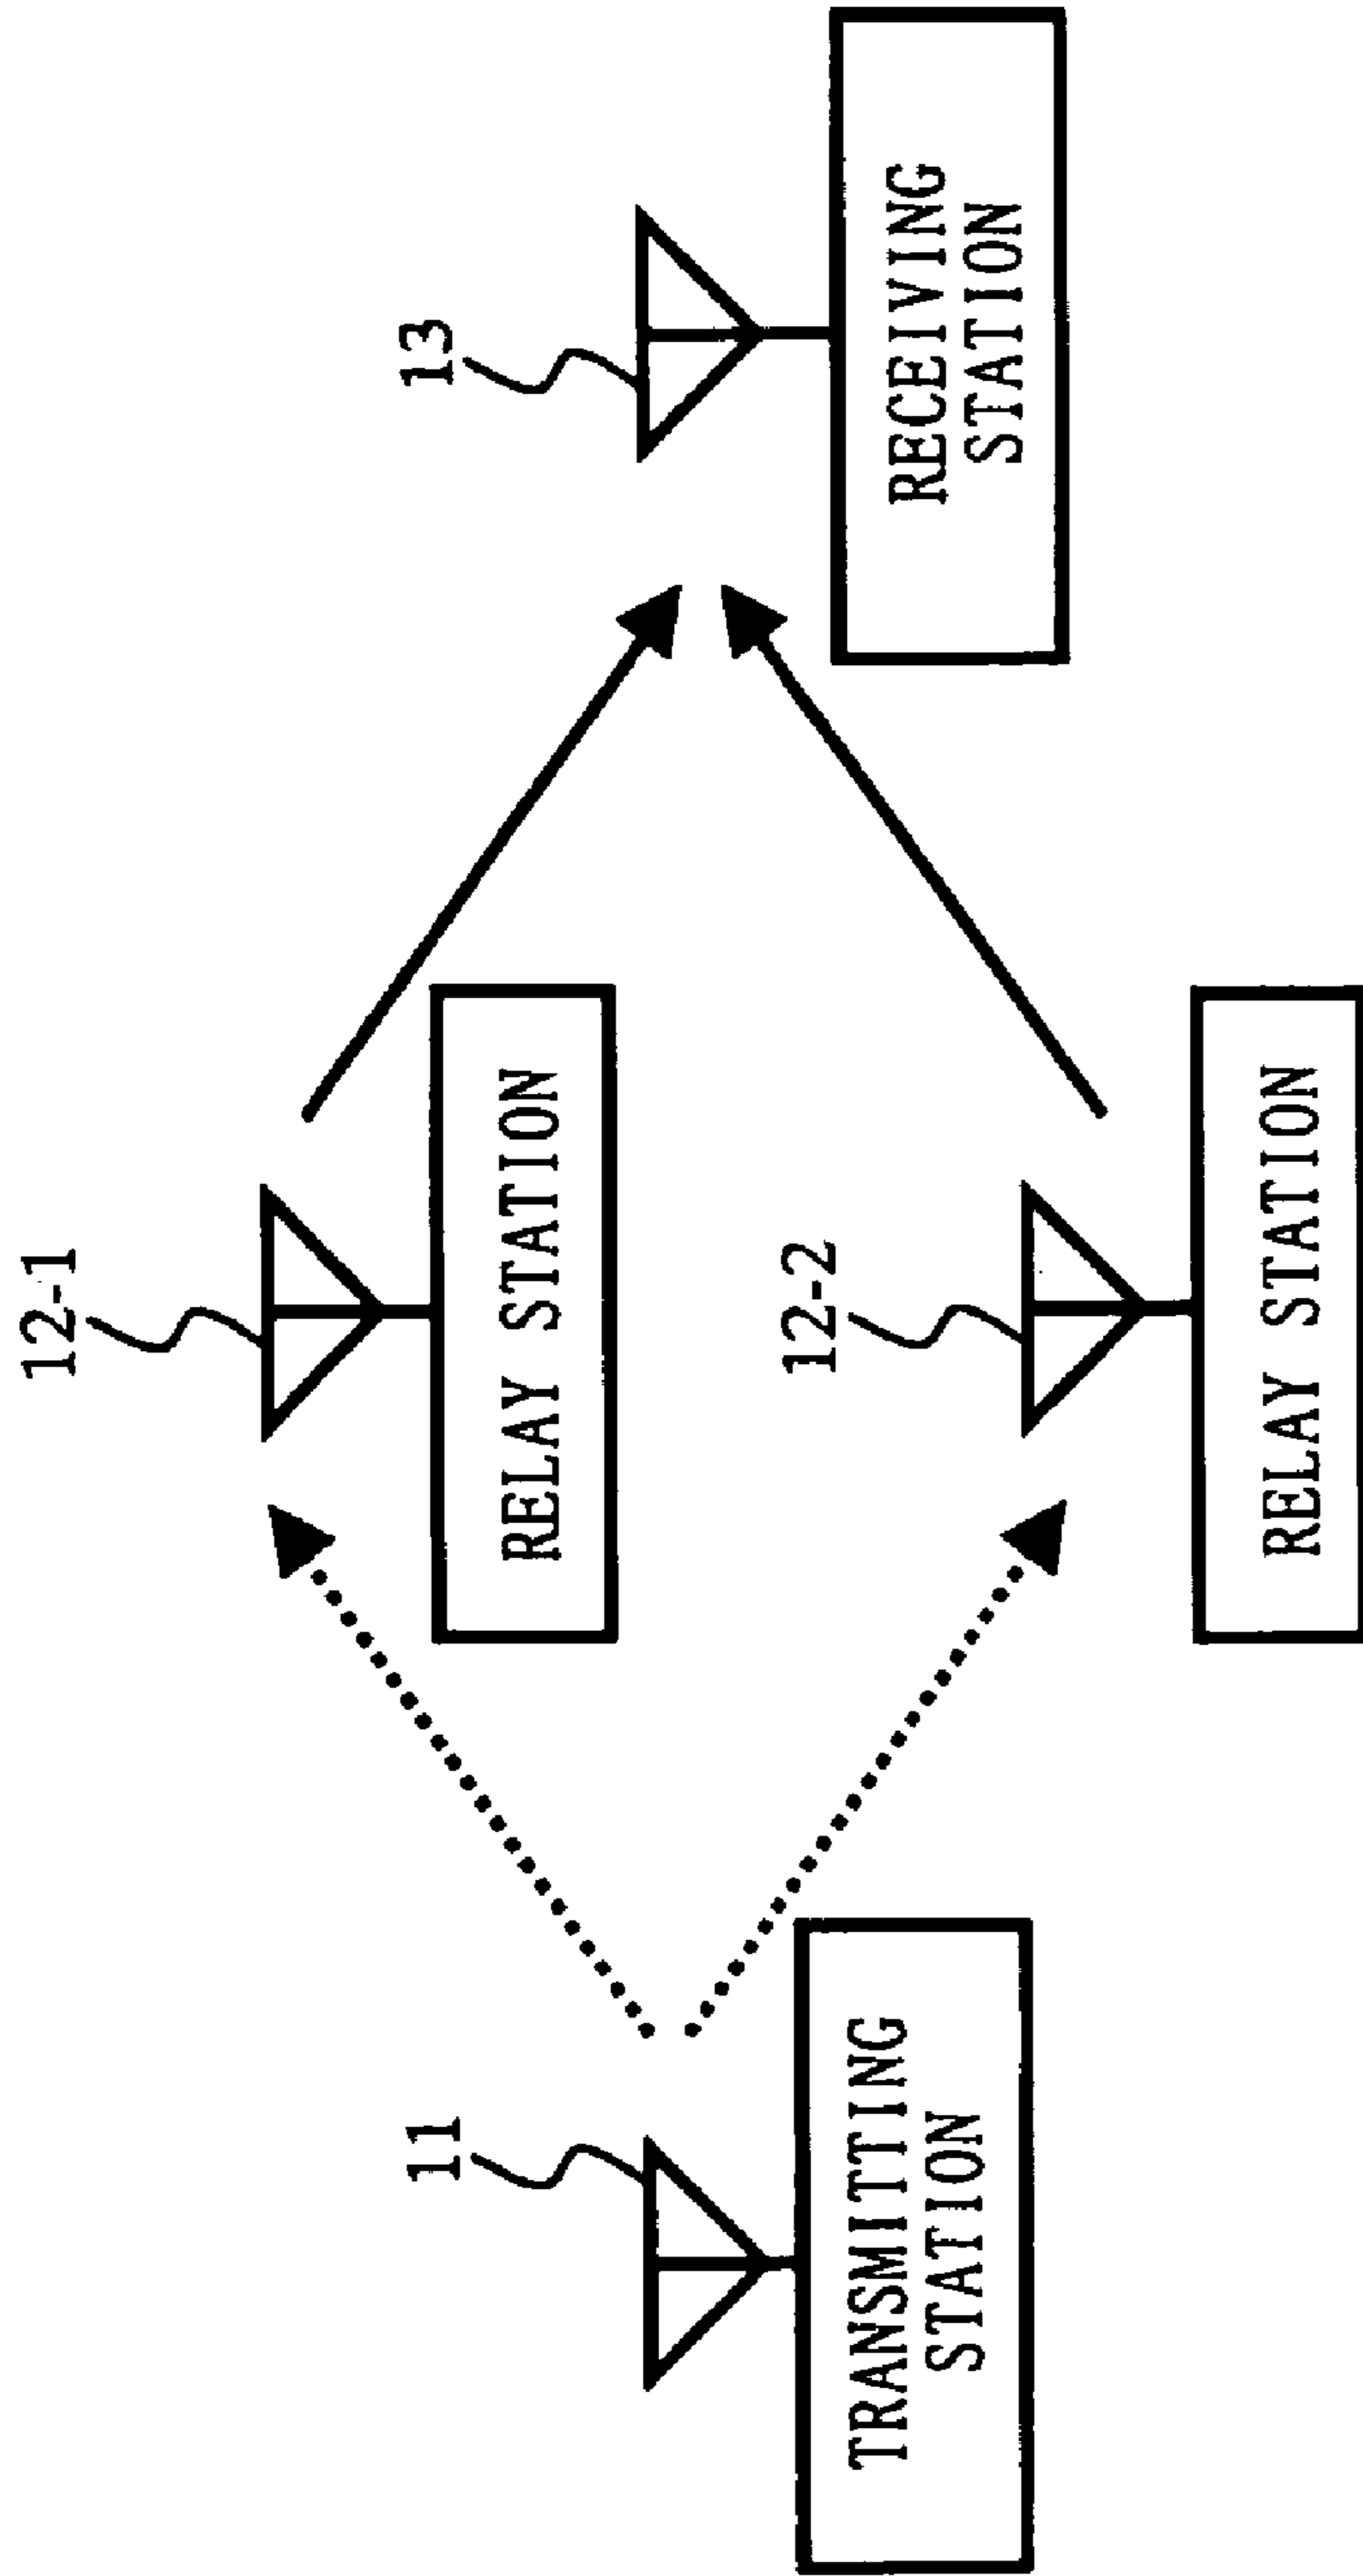 12-1
RELAY STATION
11
TRANSMITTING
STATION
13
RECEIVING
STATION
12-2
RELAY STATION